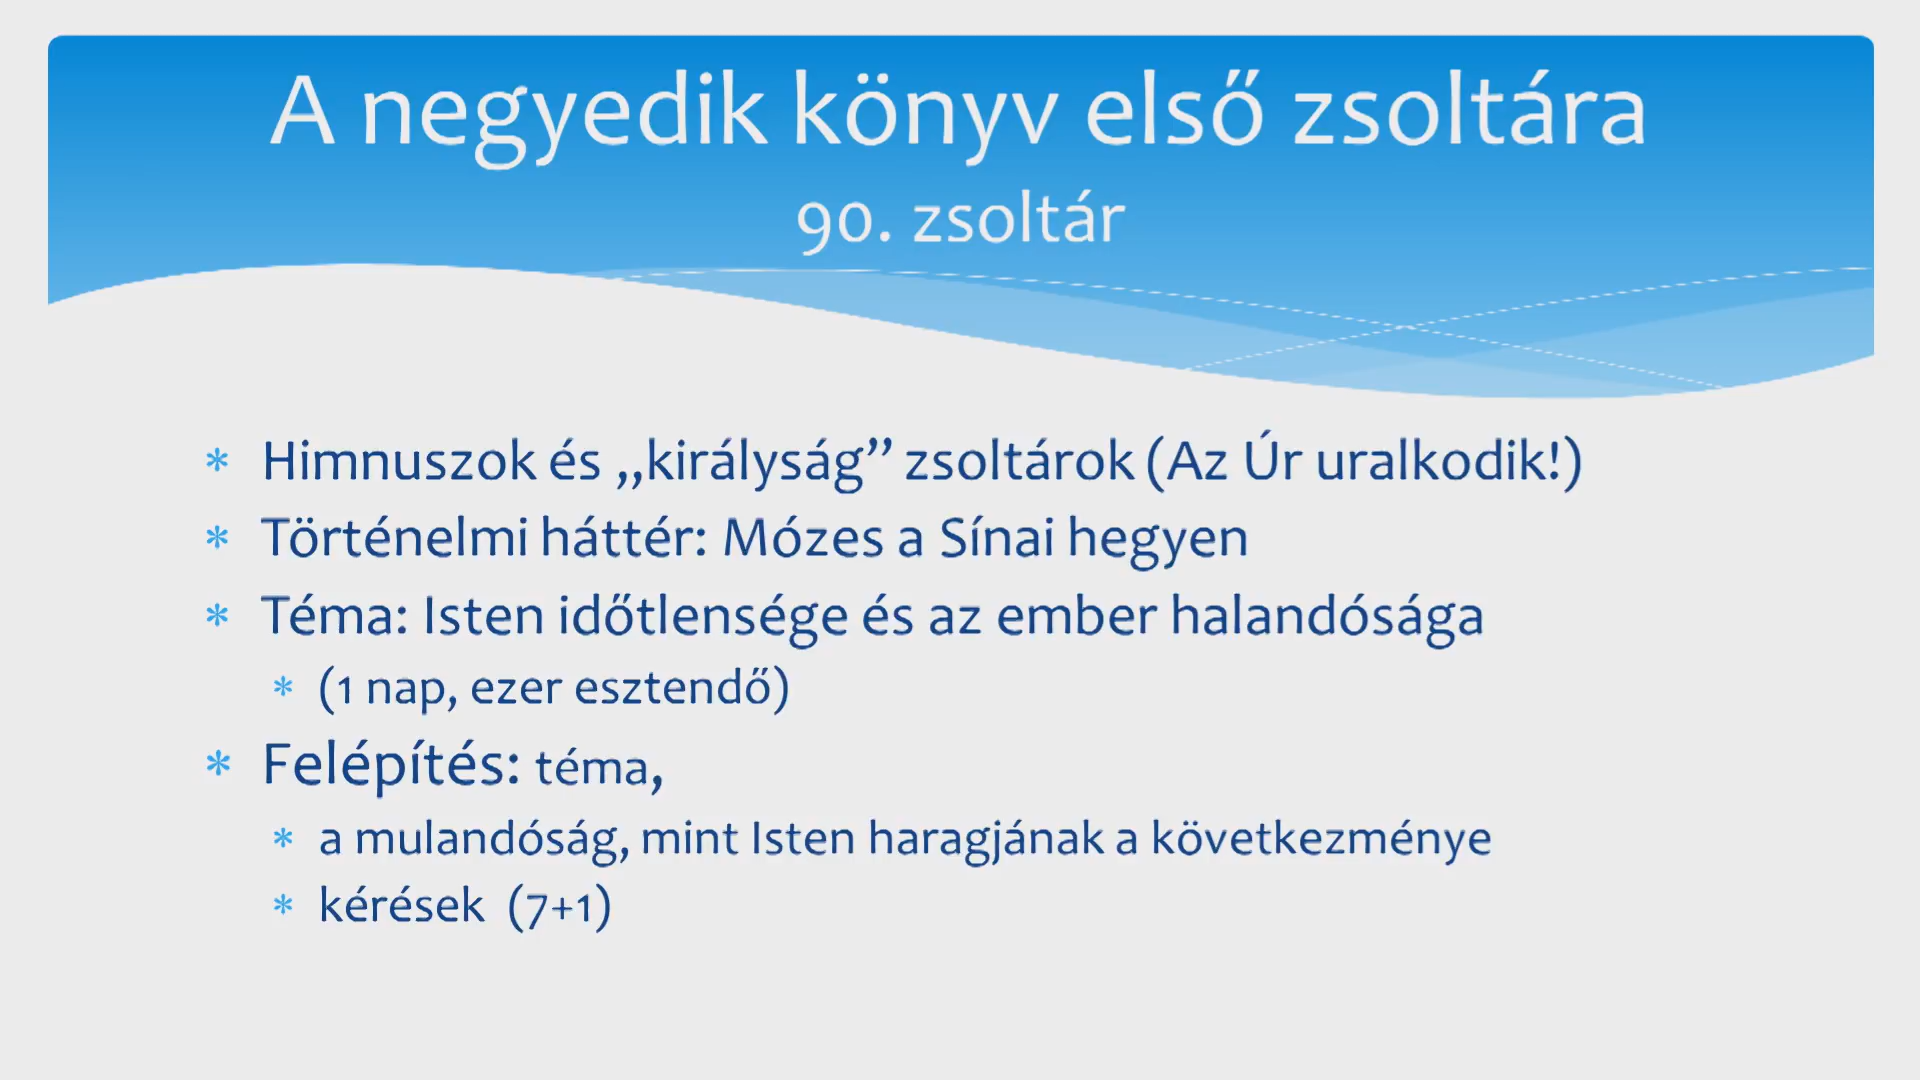 A negyedik könyv első zsoltára
90. zsoltár
* Himnuszok és „királyság” zsoltárok (Az Úr uralkodik!)
* Történelmi háttér: Mózes a Sínai hegyen
* Téma: Isten időtlensége és az ember halandósága
* (1 nap, ezer esztendő)
* Felépítés: téma,
* a mulandóság, mint Isten haragjának a következménye
* kérések (7+1)